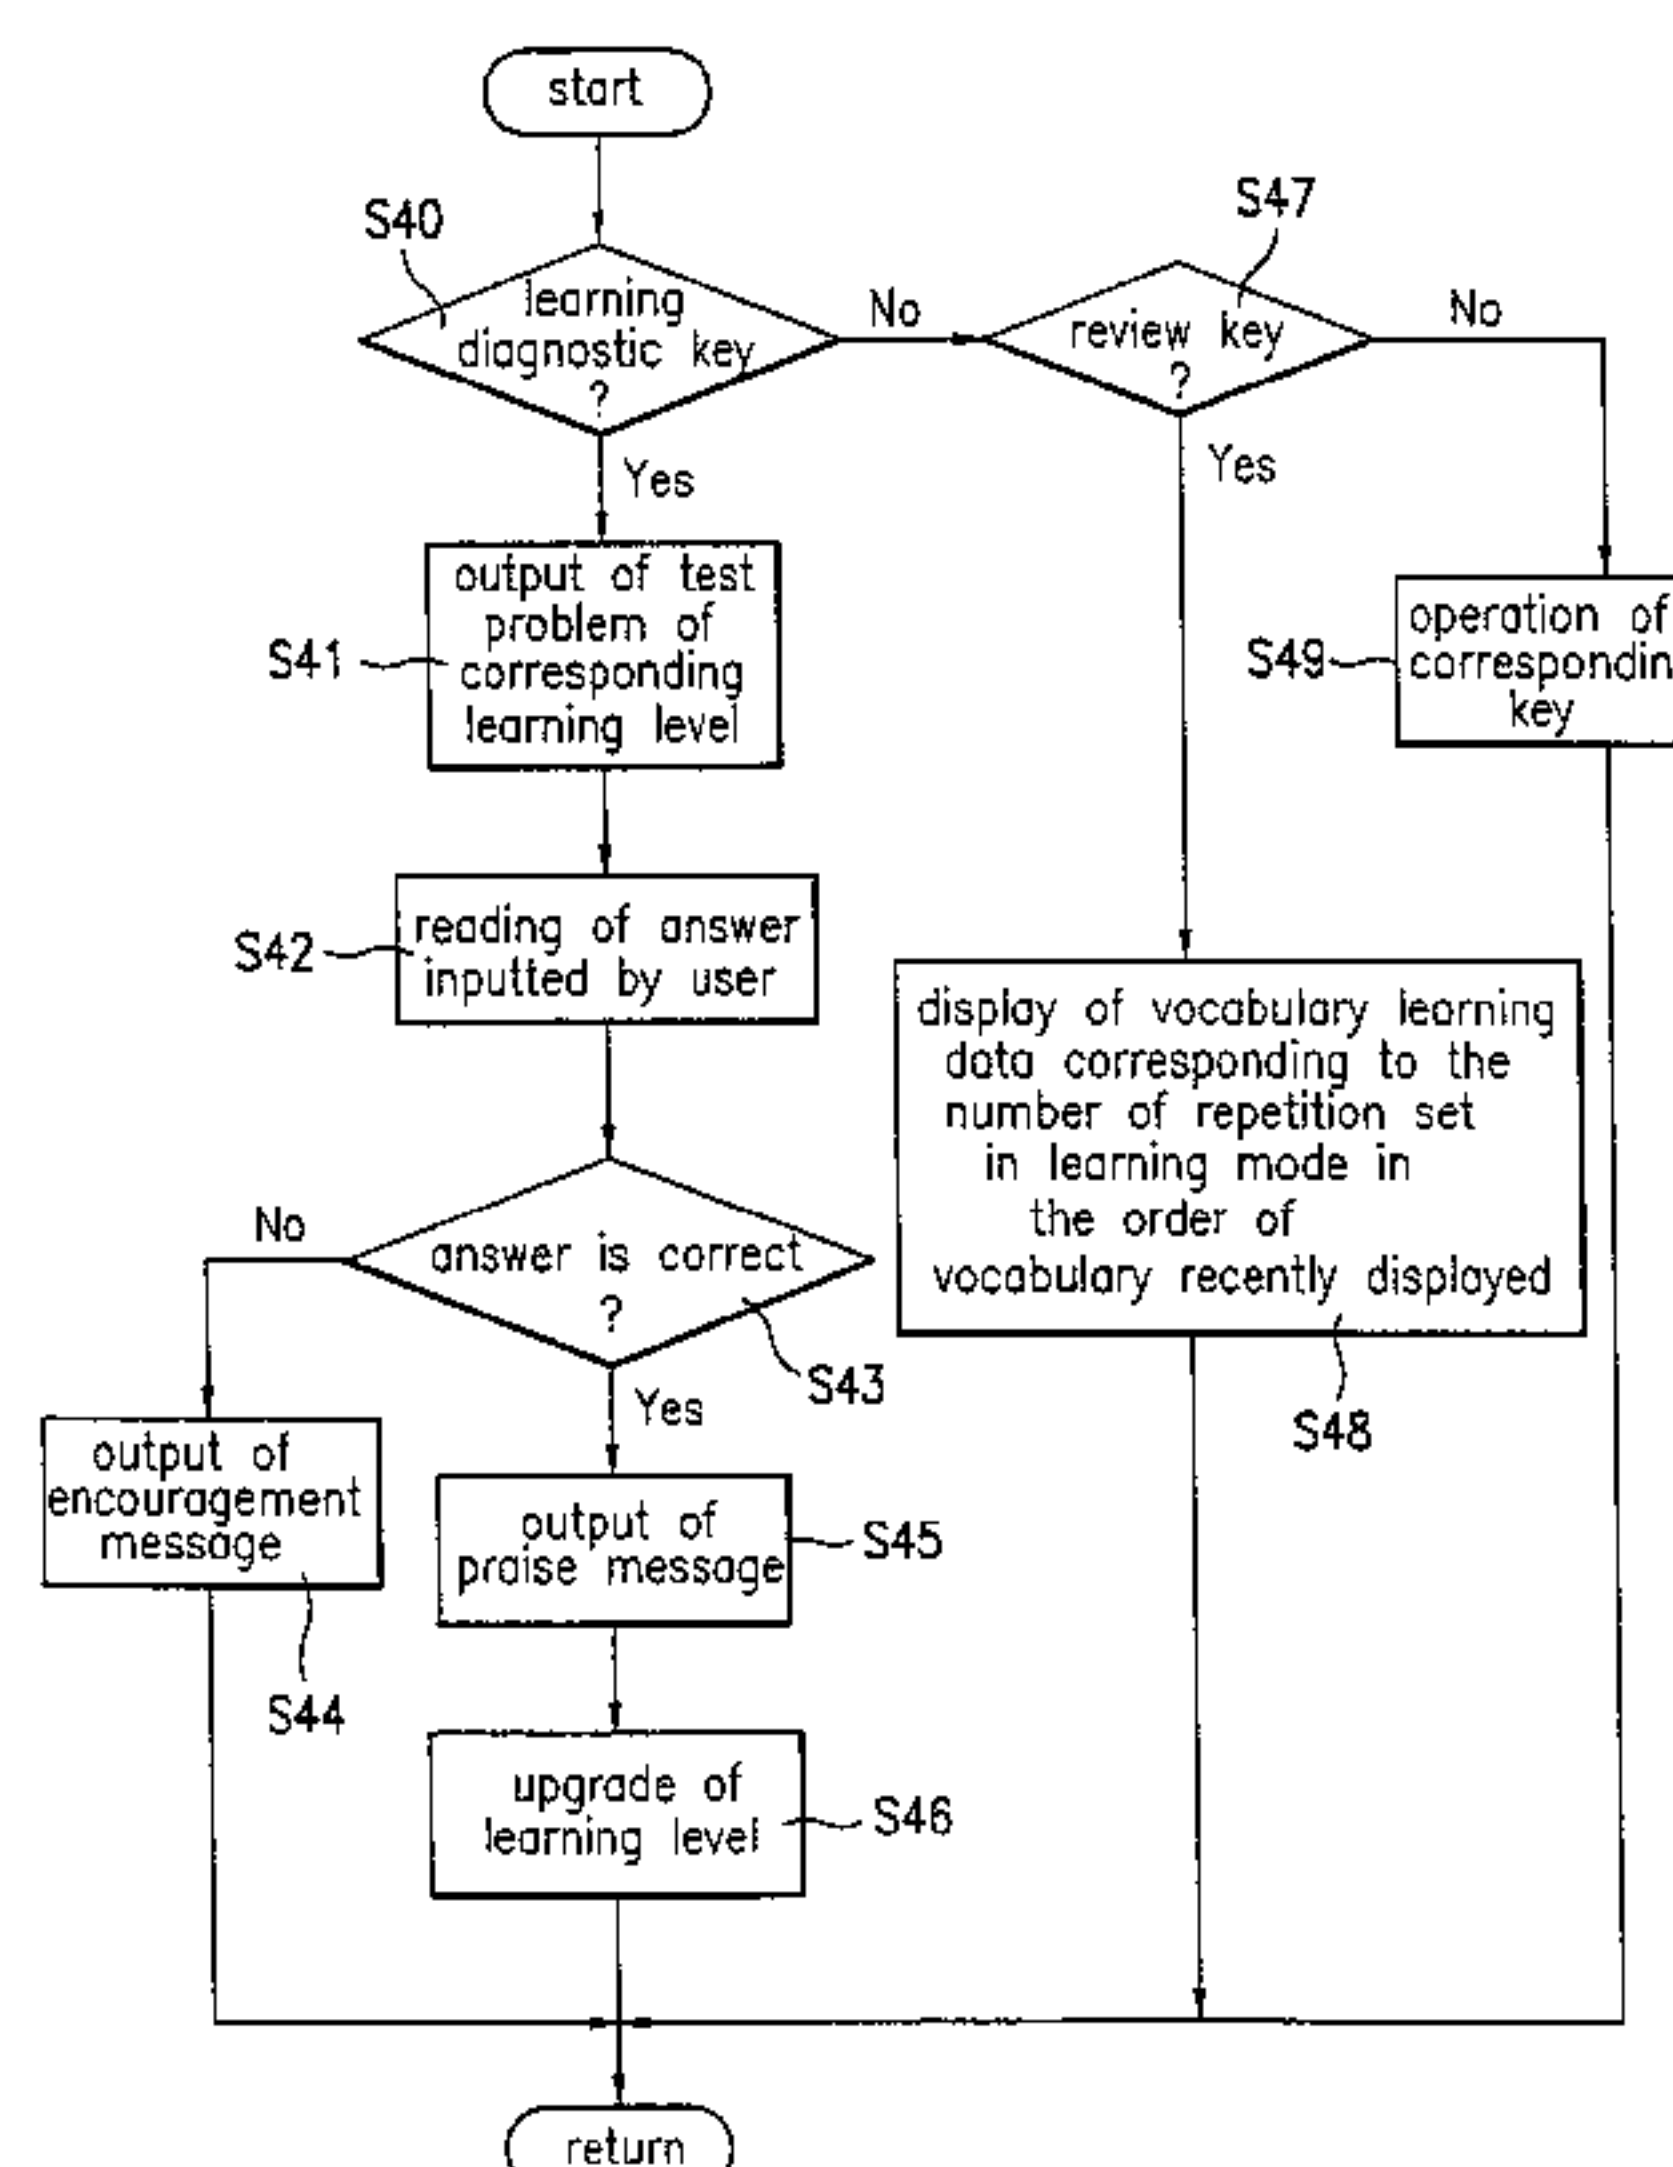 start
S40
learning
diagnostic key
?
No
S47
review key
?
No
Yes
Yes
output of test
problem of
corresponding
learning level
S41
operation of
correspondin
key
S49
reading of answer
inputted by user
S42
display of vocabulary learning
data corresponding to the
number of repetition set
in learning mode in
the order of
vocabulary recently displayed
S48
No
answer is correct
?
S43
Yes
output of
encouragement
message
S44
output of
praise message
S45
upgrade of
learning level
S46
return